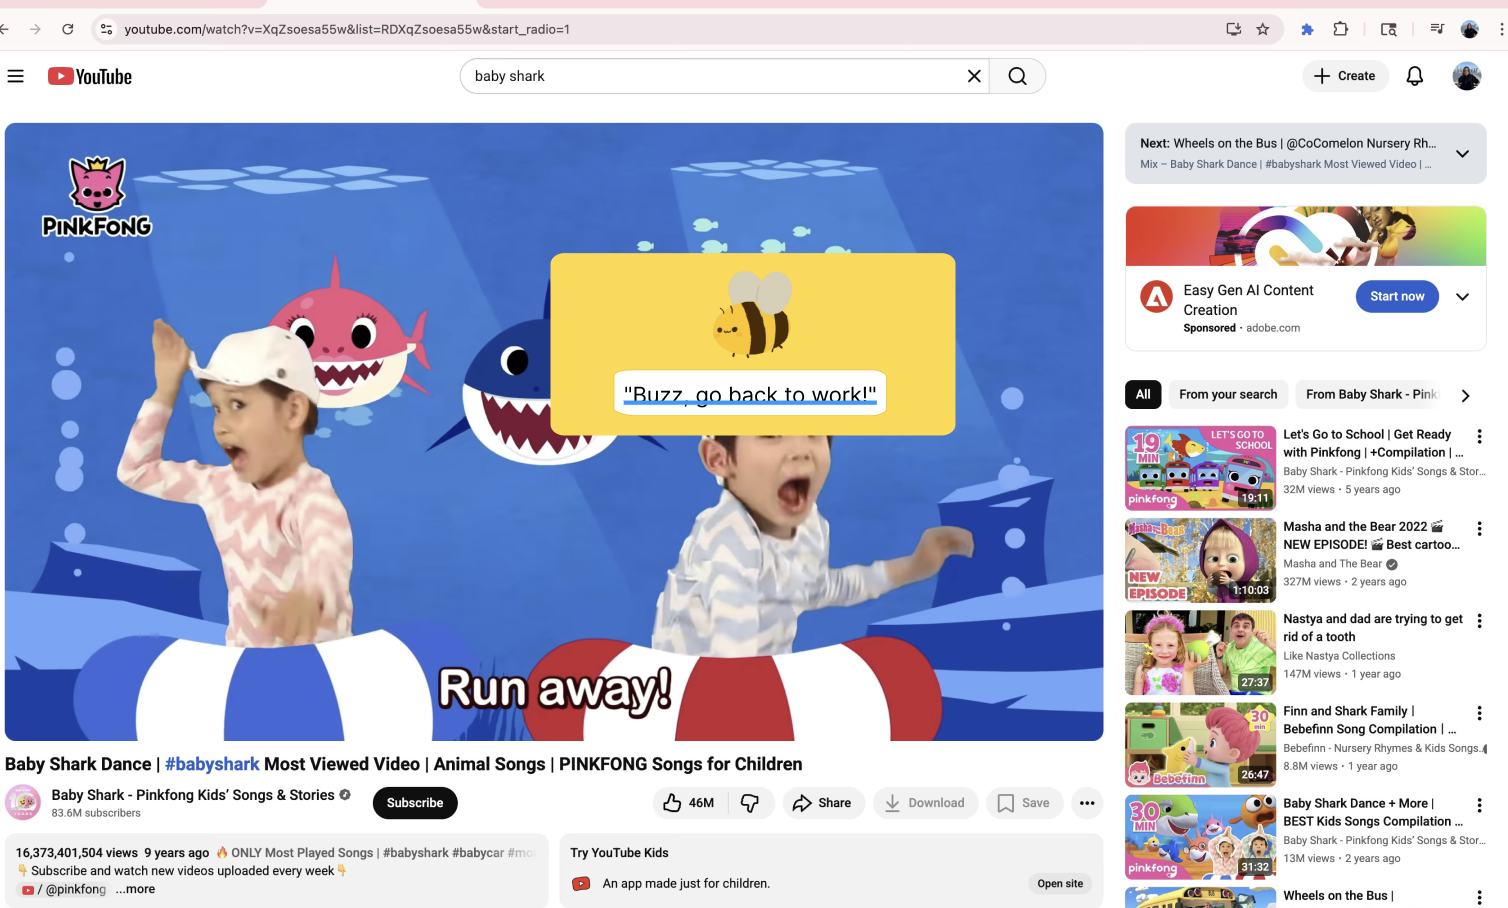 youtube.com/watch?v=XqZsoesa55w&list=RDXqZsoesa55w&start_radio=1
YouTube
baby shark
Create
PINKFONG
"Buzz, go back to work!"
Run away!
Baby Shark Dance | #babyshark Most Viewed Video | Animal Songs | PINKFONG Songs for Children
Baby Shark - Pinkfong Kids' Songs & Stories
83.6M subscribers
Subscribe
46M
Share
Download
Save
16,373,401,504 views 9 years ago 🔥 ONLY Most Played Songs | #babyshark #babycar #mo
👇 Subscribe and watch new videos uploaded every week 👇
/ @pinkfong ...more
Try YouTube Kids
An app made just for children.
Open site
Next: Wheels on the Bus | @CoComelon Nursery Rh...
Mix – Baby Shark Dance | #babyshark Most Viewed Video | ...
Easy Gen AI Content
Creation
Sponsored · adobe.com
Start now
All
From your search
From Baby Shark - Pink
19
MIN
LET'S GO TO
SCHOOL
pinkfong
19:11
Let's Go to School | Get Ready
with Pinkfong | +Compilation | ...
Baby Shark - Pinkfong Kids' Songs & Stor...
32M views · 5 years ago
Masha and the Bear
NEW
EPISODE!
1:10:03
Masha and the Bear 2022 🎬
NEW EPISODE! 🎬 Best cartoo...
Masha and The Bear
327M views · 2 years ago
27:37
Nastya and dad are trying to get
rid of a tooth
Like Nastya Collections
147M views · 1 year ago
30
min
Bebefinn
26:47
Finn and Shark Family |
Bebefinn Song Compilation | ...
Bebefinn - Nursery Rhymes & Kids Songs...
8.8M views · 1 year ago
30
MIN
pinkfong
31:32
Baby Shark Dance + More |
BEST Kids Songs Compilation ...
Baby Shark - Pinkfong Kids' Songs & Stor...
13M views · 2 years ago
BUS
Wheels on the Bus |